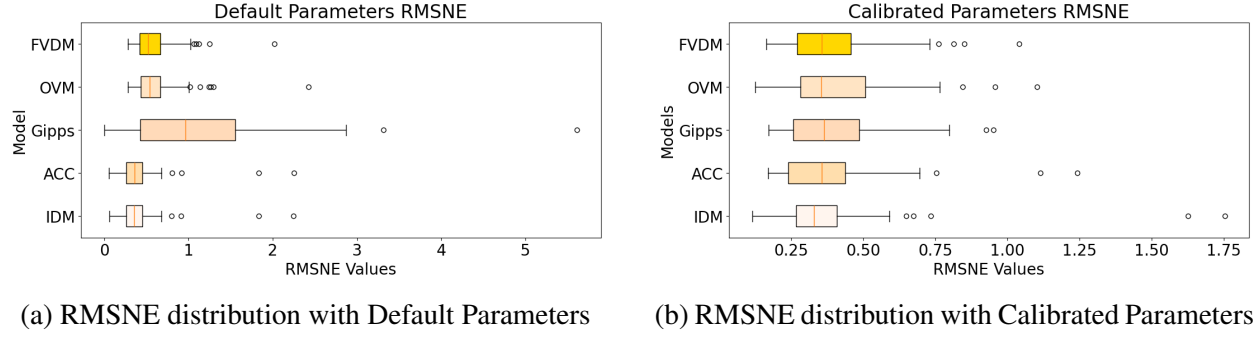 Default Parameters RMSNE
Model
FVDM
OVM
Gipps
ACC
IDM
0 1 2 3 4 5
RMSNE Values
(a) RMSNE distribution with Default Parameters
Calibrated Parameters RMSNE
Models
FVDM
OVM
Gipps
ACC
IDM
0.25 0.50 0.75 1.00 1.25 1.50 1.75
RMSNE Values
(b) RMSNE distribution with Calibrated Parameters